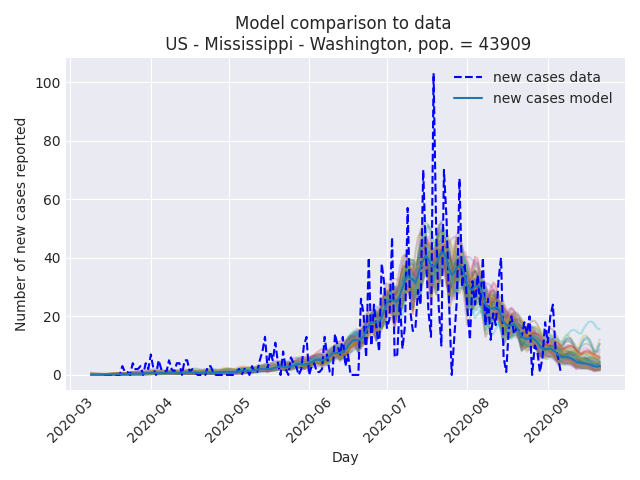 Model comparison to data
US - Mississippi - Washington, pop. = 43909
new cases data
new cases model
Number of new cases reported
100
80
60
40
20
0
2020-03
2020-04
2020-05
2020-06
2020-07
2020-08
2020-09
Day